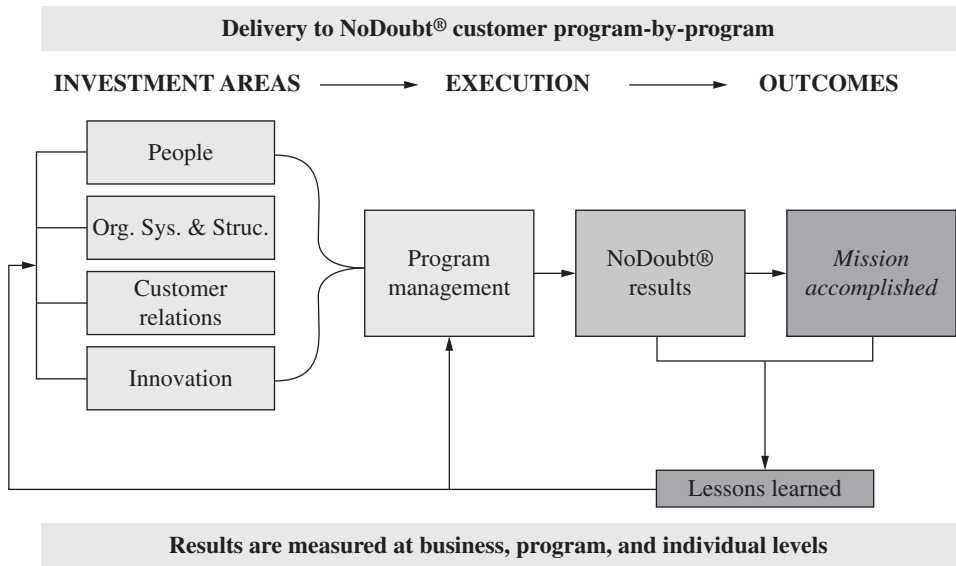 Delivery to NoDoubt® customer program-by-program
INVESTMENT AREAS
EXECUTION
OUTCOMES
People
Org. Sys. & Struc.
Customer
relations
Innovation
Program
management
NoDoubt®
results
Mission
accomplished
Lessons learned
Results are measured at business, program, and individual levels